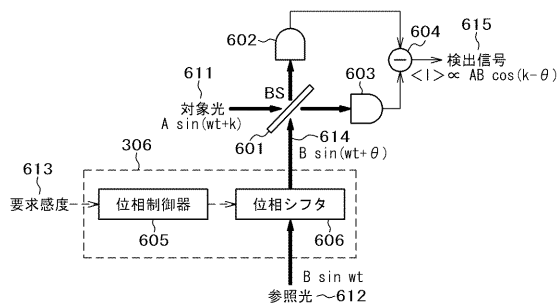 602
604
615
検出信号
<I>∝ AB cos(k-θ)
611
対象光
A sin(wt+k)
BS
603
601
614
B sin(wt+θ)
306
613
要求感度
位相制御器
605
位相シフタ
606
B sin wt
参照光
612